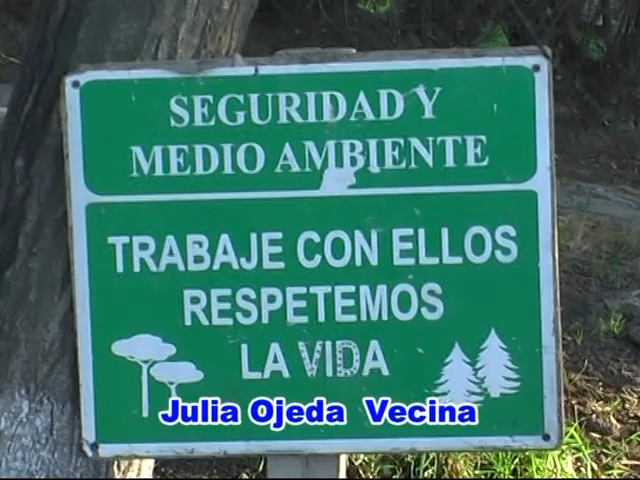 SEGURIDAD Y
MEDIO AMBIENTE
TRABAJE CON ELLOS
RESPETEMOS
LA VIDA
Julia Ojeda  Vecina